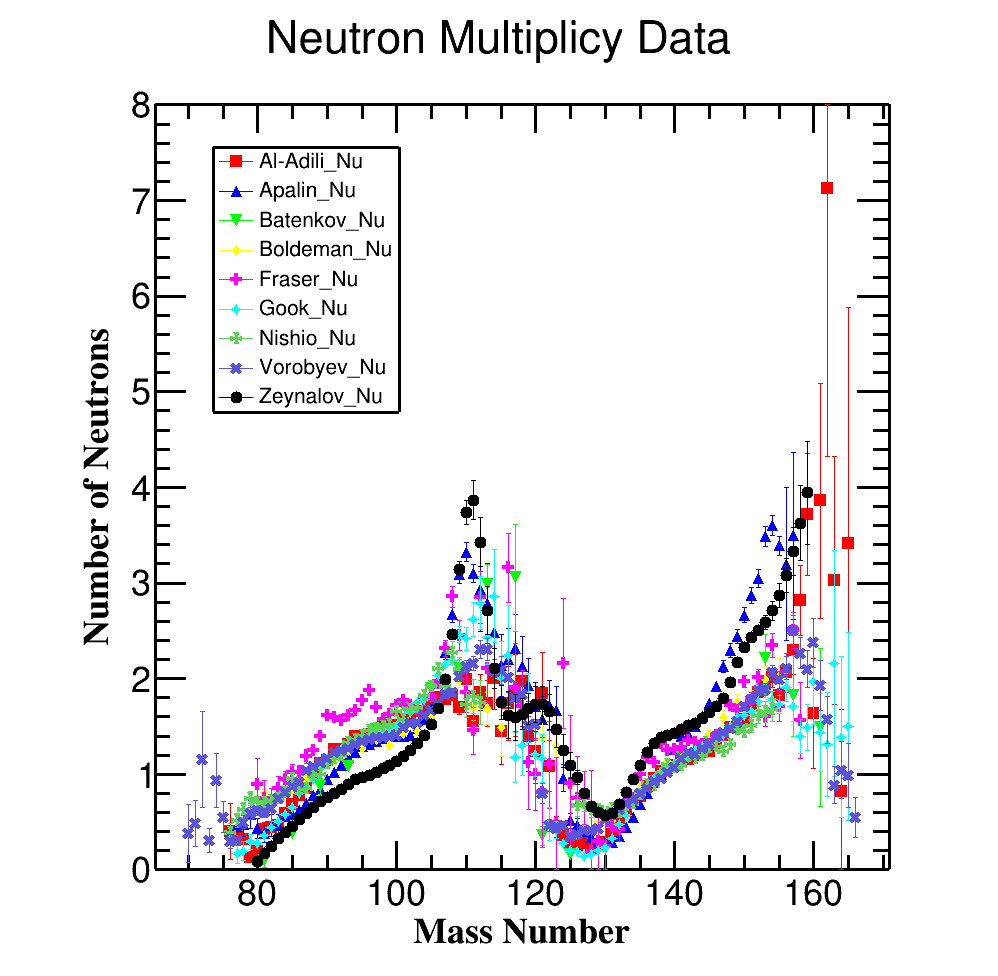 Neutron Multiplicy Data
8
7
6
5
4
3
2
1
0
Number of Neutrons
Al-Adili_Nu
Apalin_Nu
Batenkov_Nu
Boldeman_Nu
Fraser_Nu
Gook_Nu
Nishio_Nu
Vorobyev_Nu
Zeynalov_Nu
80 100 120 140 160
Mass Number